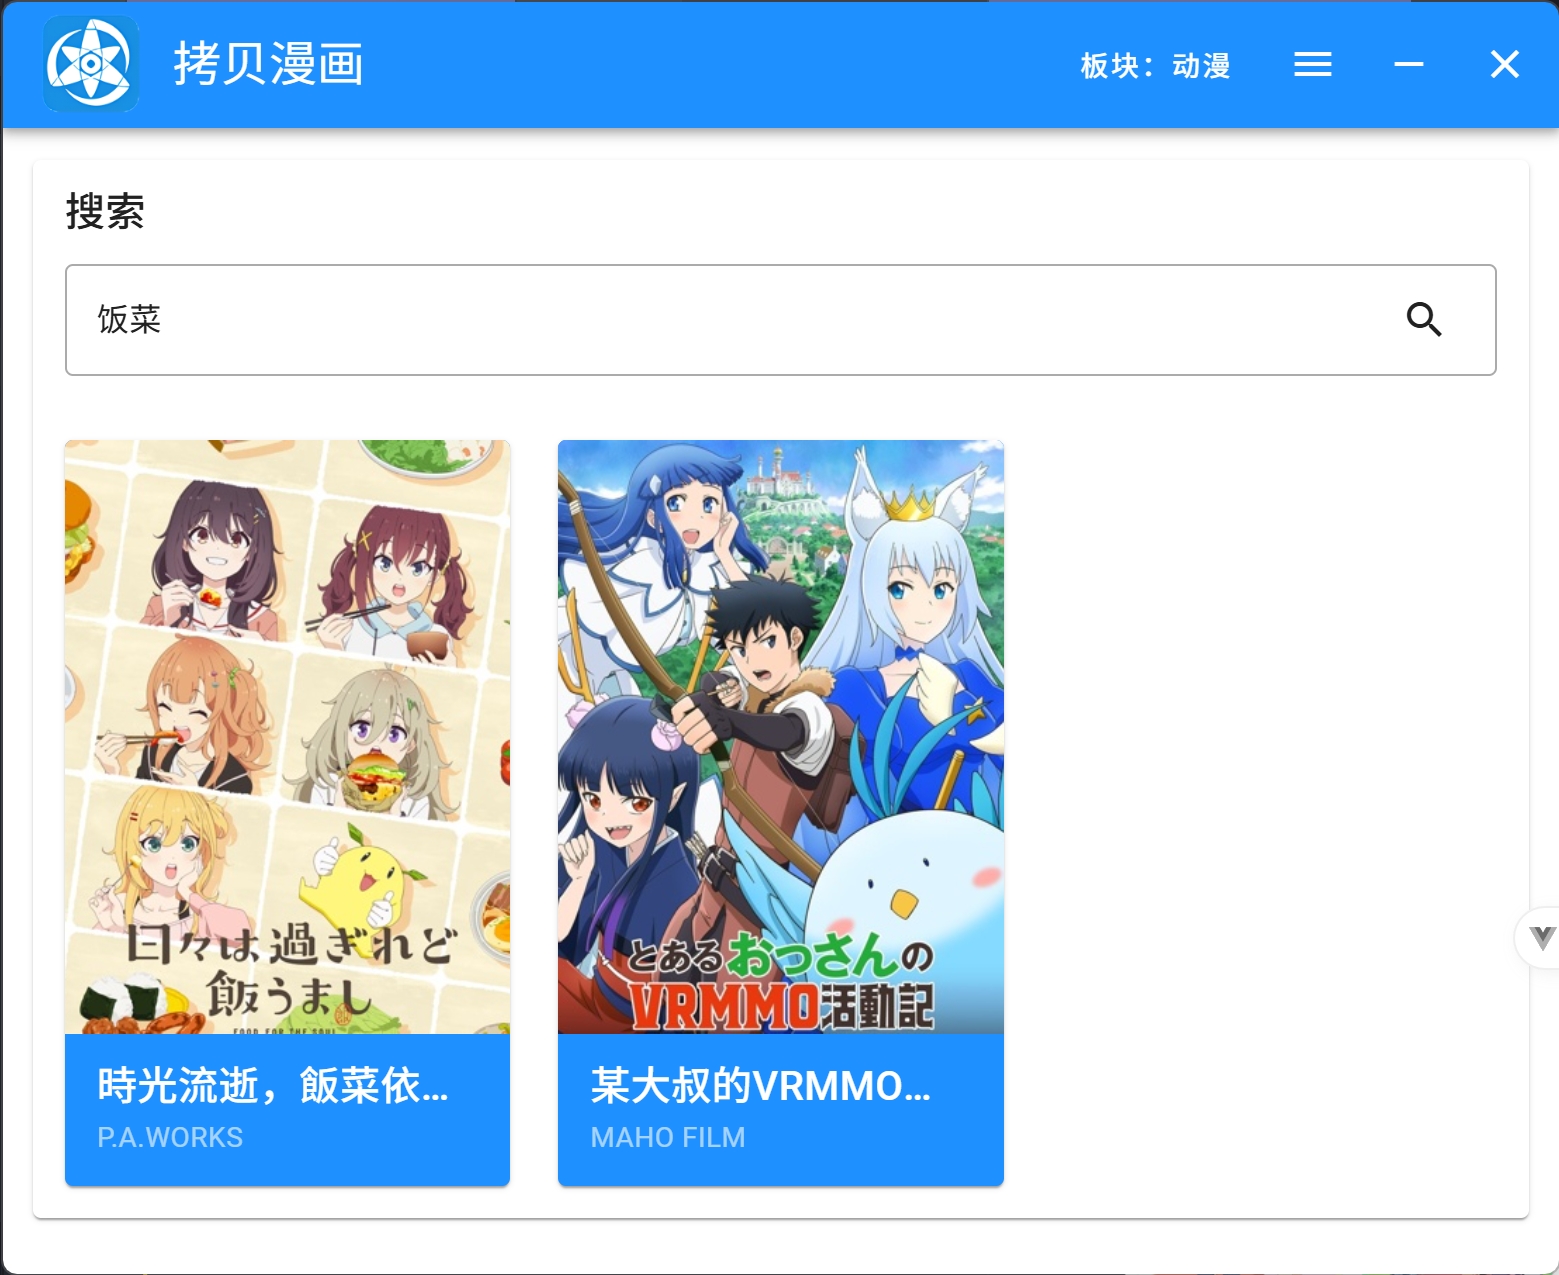 拷贝漫画
板块：动漫
搜索
饭菜
日々は過ぎれど
飯うまし
FOOD FOR THE SOUL
とあるおっさんの
VRMMO活動記
時光流逝，飯菜依...
P.A.WORKS
某大叔的VRMMO...
MAHO FILM